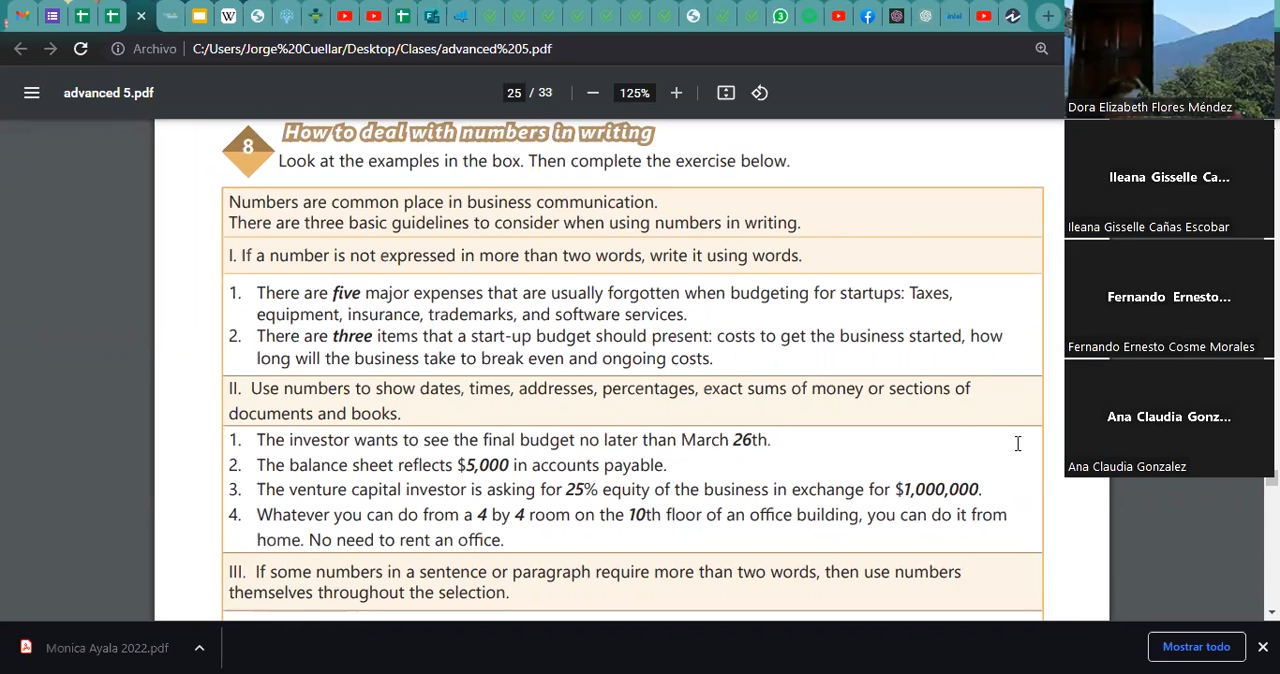 Archivo
C:/Users/Jorge%20Cuellar/Desktop/Clases/advanced%205.pdf
advanced 5.pdf
25 / 33
125%
Dora Elizabeth Flores Méndez
Ileana Gisselle Ca...
Ileana Gisselle Cañas Escobar
Fernando Ernesto...
Fernando Ernesto Cosme Morales
Ana Claudia Gonz...
Ana Claudia Gonzalez
8
How to deal with numbers in writing
Look at the examples in the box. Then complete the exercise below.
Numbers are common place in business communication.
There are three basic guidelines to consider when using numbers in writing.
I. If a number is not expressed in more than two words, write it using words.
1. There are five major expenses that are usually forgotten when budgeting for startups: Taxes,
equipment, insurance, trademarks, and software services.
2. There are three items that a start-up budget should present: costs to get the business started, how
long will the business take to break even and ongoing costs.
II. Use numbers to show dates, times, addresses, percentages, exact sums of money or sections of
documents and books.
1. The investor wants to see the final budget no later than March 26th.
2. The balance sheet reflects $5,000 in accounts payable.
3. The venture capital investor is asking for 25% equity of the business in exchange for $1,000,000.
4. Whatever you can do from a 4 by 4 room on the 10th floor of an office building, you can do it from
home. No need to rent an office.
III. If some numbers in a sentence or paragraph require more than two words, then use numbers
themselves throughout the selection.
Monica Ayala 2022.pdf
Mostrar todo